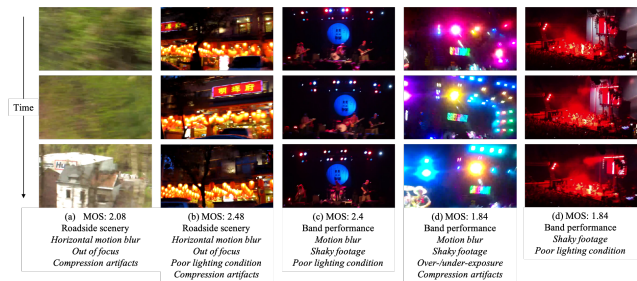 Time
(a) MOS: 2.08
Roadside scenery
Horizontal motion blur
Out of focus
Compression artifacts
(b) MOS: 2.48
Roadside scenery
Horizontal motion blur
Out of focus
Poor lighting condition
Compression artifacts
(c) MOS: 2.4
Band performance
Motion blur
Shaky footage
Poor lighting condition
(d) MOS: 1.84
Band performance
Motion blur
Shaky footage
Over-/under-exposure
Compression artifacts
(d) MOS: 1.84
Band performance
Shaky footage
Poor lighting condition